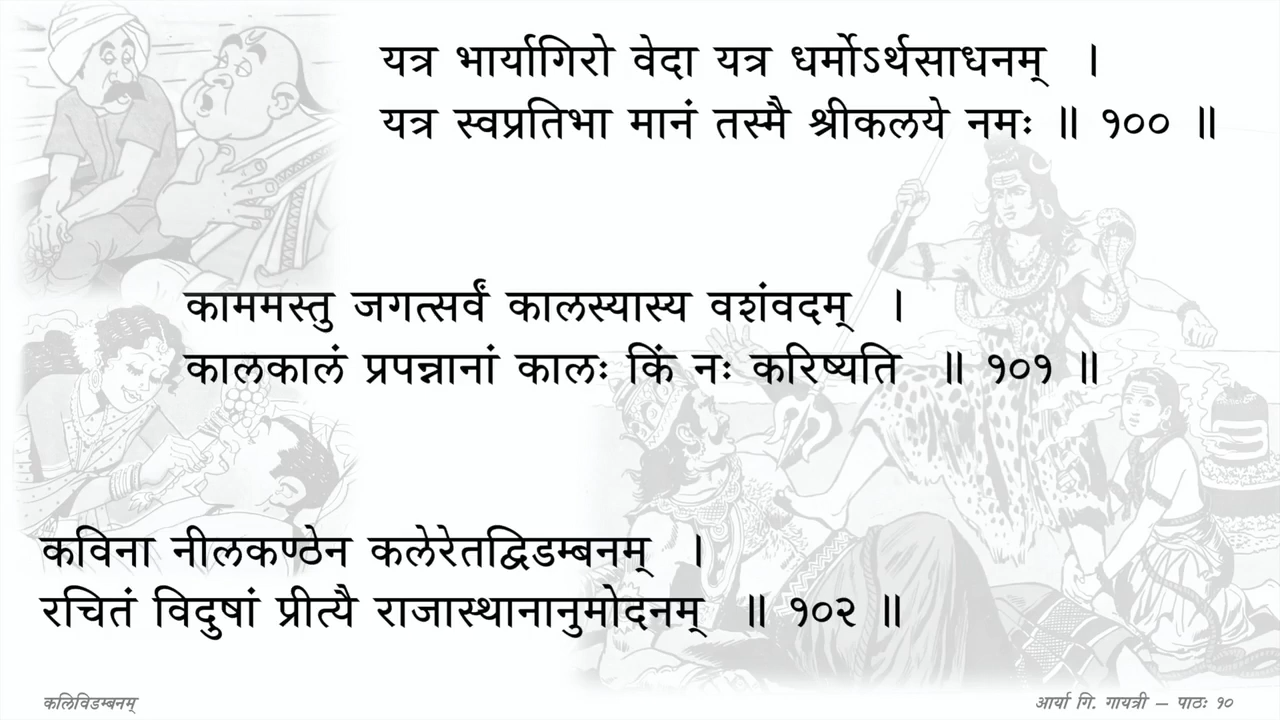 यत्र भार्यागिरो वेदा यत्र धर्मोऽर्थसाधनम् ।
यत्र स्वप्रतिभा मानं तस्मै श्रीकलये नमः ॥ १०० ॥
काममस्तु जगत्सर्वं कालस्यास्य वशंवदम् ।
कालकालं प्रपन्नानां कालः किं नः करिष्यति ॥ १०१ ॥
कविना नीलकण्ठेन कलेरेतद्विडम्बनम् ।
रचितं विदुषां प्रीत्यै राजास्थानानुमोदनम् ॥ १०२ ॥
कलिविडम्बनम्
आर्या गि. गायत्री – पाठः १०